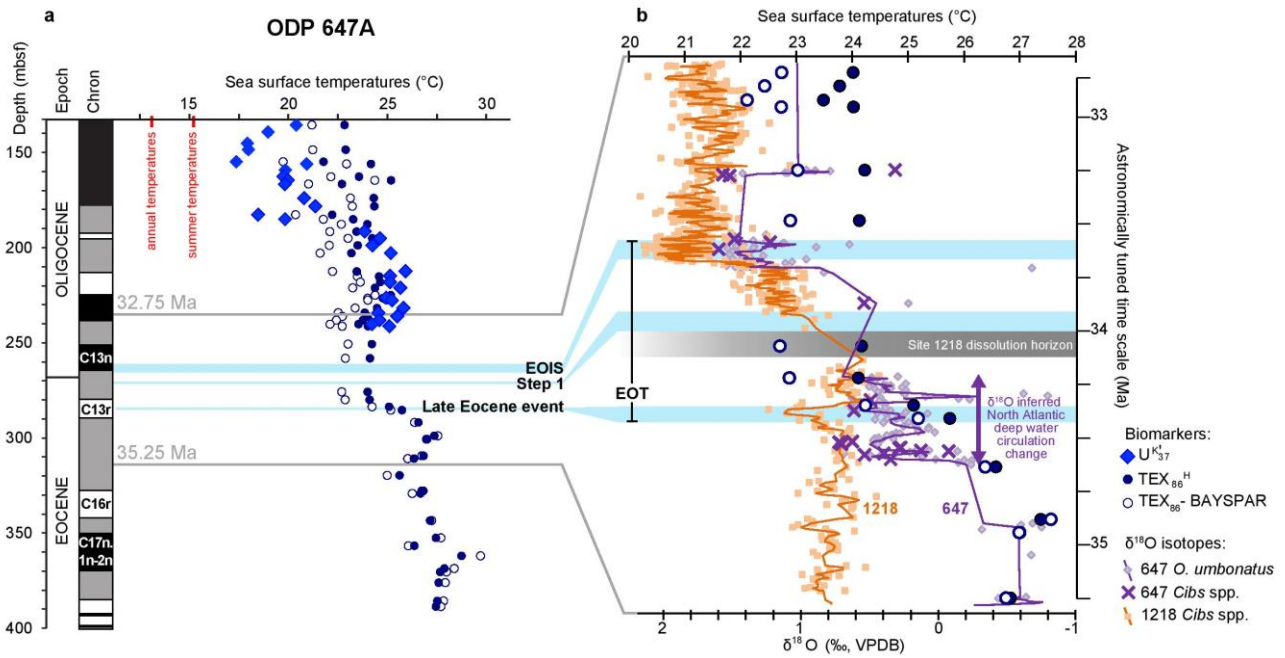 a
ODP 647A
Sea surface temperatures (°C)
15
20
25
30
Depth (mbsf)
Epoch
Chron
150
200
250
300
350
400
OLIGOCENE
EOCENE
C13n
C13r
C16r
C17n.
1n-2n
annual temperatures
summer temperatures
32.75 Ma
35.25 Ma
EOIS
Step 1
Late Eocene event
b
Sea surface temperatures (°C)
20
21
22
23
24
25
26
27
28
EOT
Site 1218 dissolution horizon
δ18O inferred
North Atlantic
deep water
circulation
change
1218
647
33
34
35
Astronomically tuned time scale (Ma)
2
1
0
-1
δ18O (‰, VPDB)
Biomarkers:
UK'37
TEX86H
TEX86- BAYSPAR
δ18O isotopes:
647 O. umbonatus
647 Cibs spp.
1218 Cibs spp.